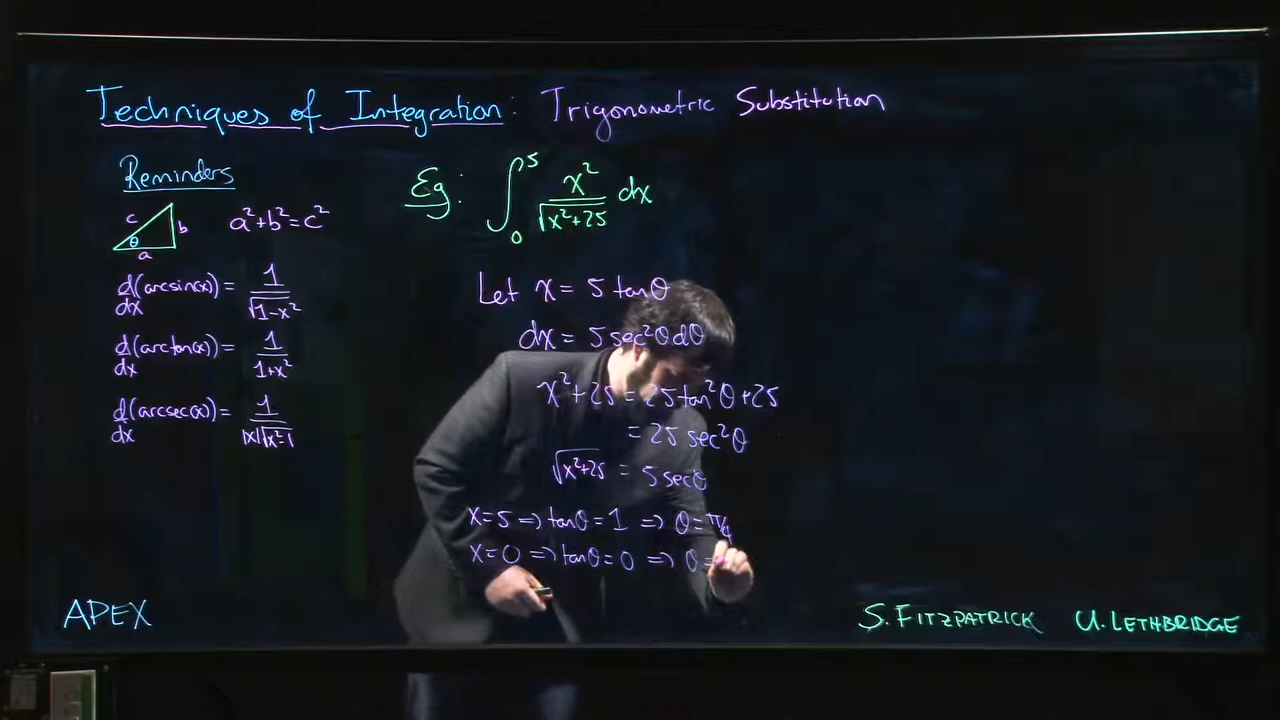 Techniques of Integration: Trigonometric Substitution
Reminders
c b θ a
a²+b²=c²
d/dx (arcsin(x)) = 1/√(1-x²)
d/dx (arctan(x)) = 1/(1+x²)
d/dx (arcsec(x)) = 1/(|x|√(x²-1))
Eg: ∫₀⁵ x²/√(x²+25) dx
Let x = 5 tanθ
dx = 5 sec²θ dθ
x²+25 = 25 tan²θ + 25
= 25 sec²θ
√(x²+25) = 5 secθ
x=5 ⇒ tanθ = 1 ⇒ θ = π/4
x=0 ⇒ tanθ = 0 ⇒ θ =
APEX
S. FITZPATRICK U. LETHBRIDGE